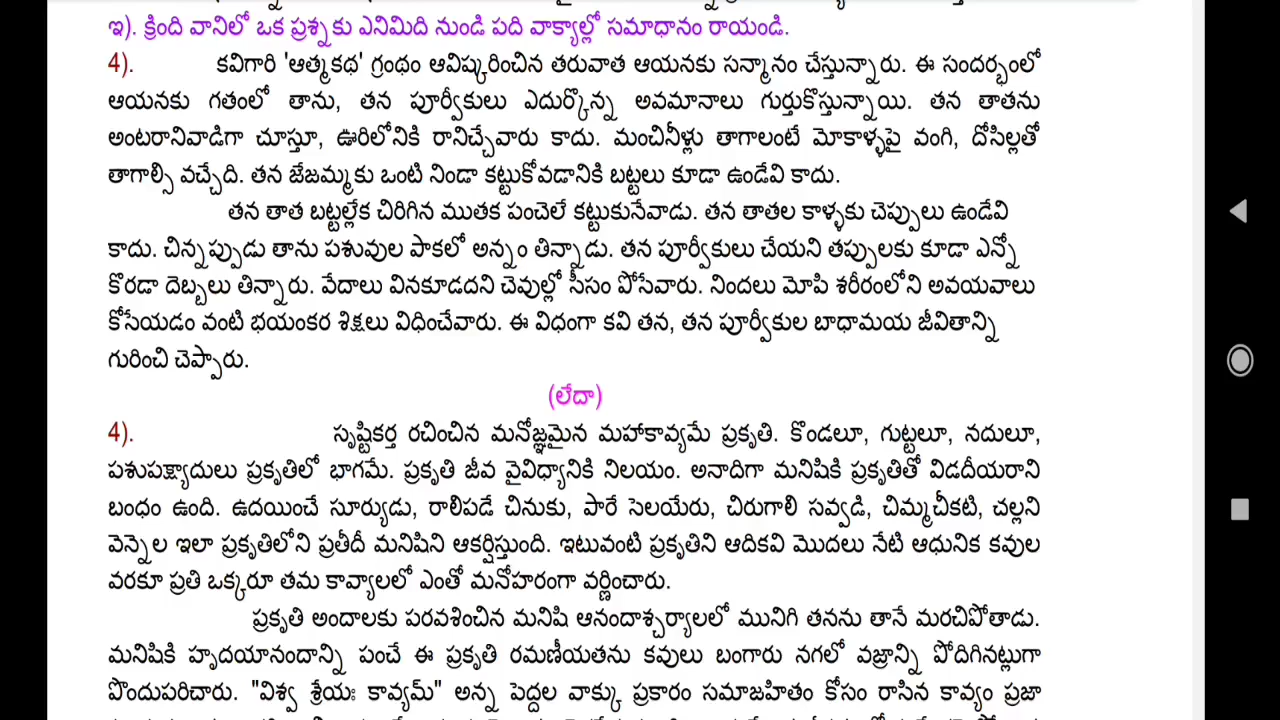 ఇ). క్రింది వానిలో ఒక ప్రశ్నకు ఎనిమిది నుండి పది వాక్యాల్లో సమాధానం రాయండి.
4). కవిగారి 'ఆత్మకథ' గ్రంథం ఆవిష్కరించిన తరువాత ఆయనకు సన్మానం చేస్తున్నారు. ఈ సందర్భంలో
ఆయనకు గతంలో తాను, తన పూర్వీకులు ఎదుర్కొన్న అవమానాలు గుర్తుకొస్తున్నాయి. తన తాతను
అంటరానివాడిగా చూస్తూ, ఊరిలోనికి రానిచ్చేవారు కాదు. మంచినీళ్లు తాగాలంటే మోకాళ్ళపై వంగి, దోసిల్లతో
తాగాల్సి వచ్చేది. తన జేజమ్మకు ఒంటి నిండా కట్టుకోవడానికి బట్టలు కూడా ఉండేవి కాదు.
తన తాత బట్టల్లేక చిరిగిన ముతక పంచెలే కట్టుకునేవాడు. తన తాతల కాళ్ళకు చెప్పులు ఉండేవి
కాదు. చిన్నప్పుడు తాను పశువుల పాకలో అన్నం తిన్నాడు. తన పూర్వీకులు చేయని తప్పులకు కూడా ఎన్నో
కొరడా దెబ్బలు తిన్నారు. వేదాలు వినకూడదని చెవుల్లో సీసం పోసేవారు. నిందలు మోపి శరీరంలోని అవయవాలు
కోసేయడం వంటి భయంకర శిక్షలు విధించేవారు. ఈ విధంగా కవి తన, తన పూర్వీకుల బాధామయ జీవితాన్ని
గురించి చెప్పారు.
(లేదా)
4). సృష్టికర్త రచించిన మనోజ్ఞమైన మహాకావ్యమే ప్రకృతి. కొండలూ, గుట్టలూ, నదులూ,
పశుపక్ష్యాదులు ప్రకృతిలో భాగమే. ప్రకృతి జీవ వైవిధ్యానికి నిలయం. అనాదిగా మనిషికి ప్రకృతితో విడదీయరాని
బంధం ఉంది. ఉదయించే సూర్యుడు, రాలిపడే చినుకు, పారే సెలయేరు, చిరుగాలి సవ్వడి, చిమ్మచీకటి, చల్లని
వెన్నెల ఇలా ప్రకృతిలోని ప్రతీదీ మనిషిని ఆకర్షిస్తుంది. ఇటువంటి ప్రకృతిని ఆదికవి మొదలు నేటి ఆధునిక కవుల
వరకూ ప్రతి ఒక్కరూ తమ కావ్యాలలో ఎంతో మనోహరంగా వర్ణించారు.
ప్రకృతి అందాలకు పరవశించిన మనిషి ఆనందాశ్చర్యాలలో మునిగి తనను తానే మరచిపోతాడు.
మనిషికి హృదయానందాన్ని పంచే ఈ ప్రకృతి రమణీయతను కవులు బంగారు నగలో వజ్రాన్ని పోదిగినట్లుగా
పొందుపరిచారు. "విశ్వ శ్రేయః కావ్యమ్" అన్న పెద్దల వాక్కు ప్రకారం సమాజహితం కోసం రాసిన కావ్యం ప్రజా